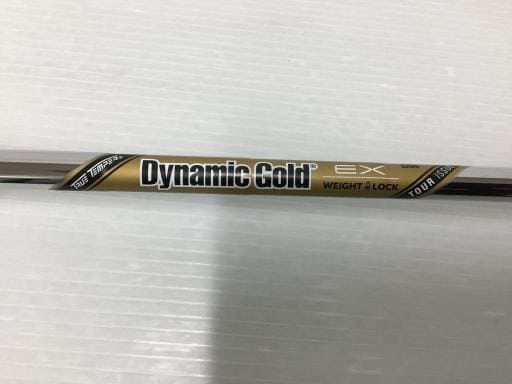 TRUE TEMPER®
Dynamic Gold®
EX
WEIGHT LOCK
TOUR ISSUE